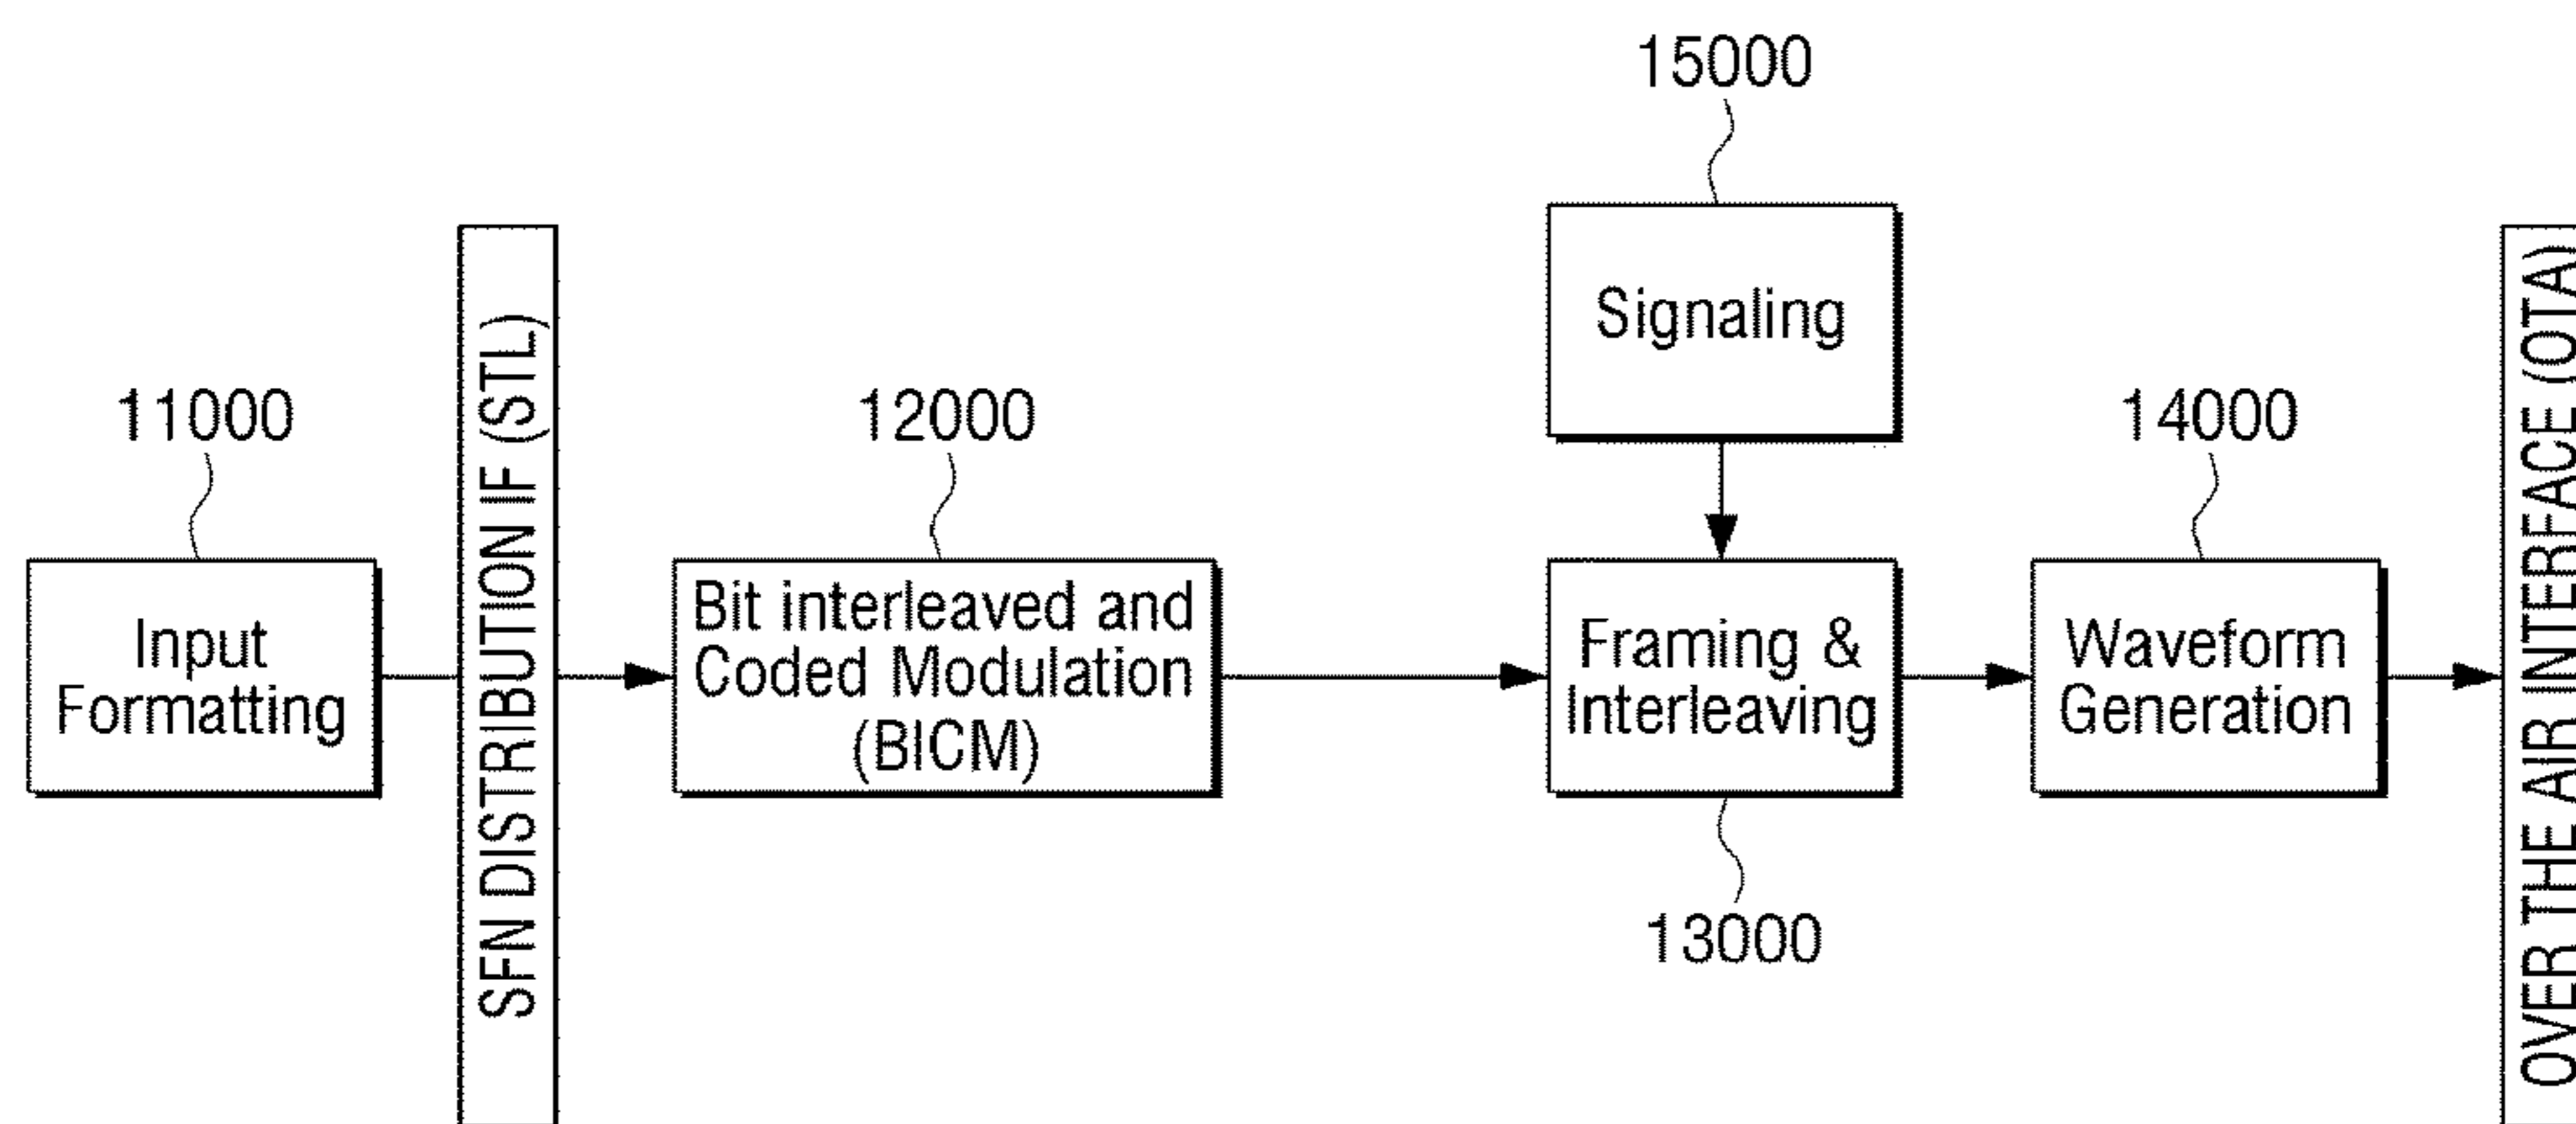 15000
Signaling
11000
SFN DISTRIBUTION IF (STL)
12000
14000
OVER THE AIR INTERFACE (OTA)
Input
Formatting
Bit interleaved and
Coded Modulation
(BICM)
Framing &
Interleaving
Waveform
Generation
13000